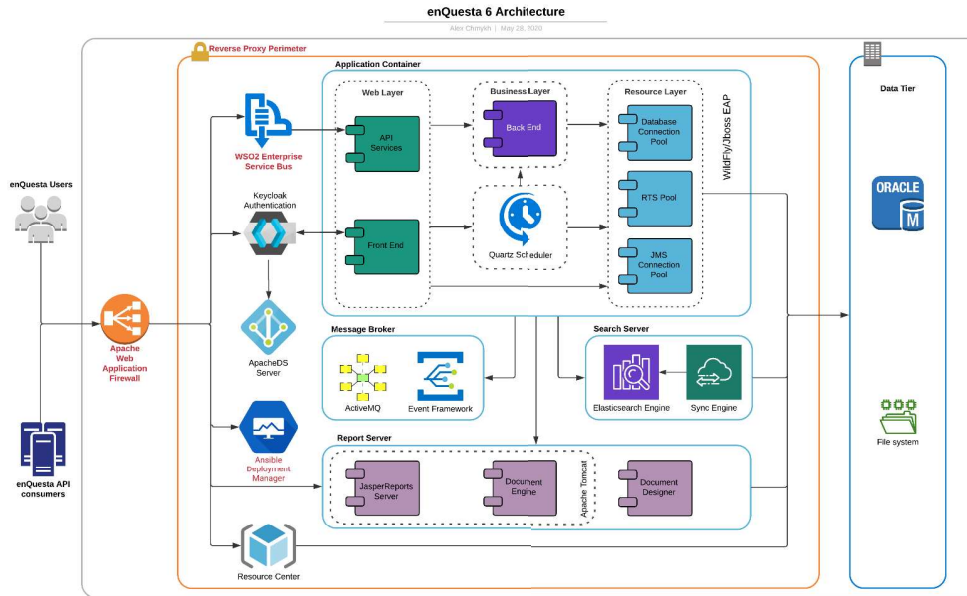 enQuesta 6 Architecture
Alex Chmykh | May 28, 2020
Reverse Proxy Perimeter
Application Container
Data Tier
Web Layer
Business Layer
Resource Layer
API
Services
Back End
Database
Connection
Pool
WildFly/Jboss EAP
WSO2 Enterprise
Service Bus
enQuesta Users
Keycloak
Authentication
ORACLE
M
RTS Pool
Front End
Quartz Scheduler
JMS
Connection
Pool
Apache
Web
Application
Firewall
ApacheDS
Server
Message Broker
Search Server
ActiveMQ
Event Framework
Elasticsearch Engine
Sync Engine
File system
enQuesta API
consumers
Ansible
Deployment
Manager
Report Server
JasperReports
Server
Document
Engine
Apache Tomcat
Document
Designer
Resource Center